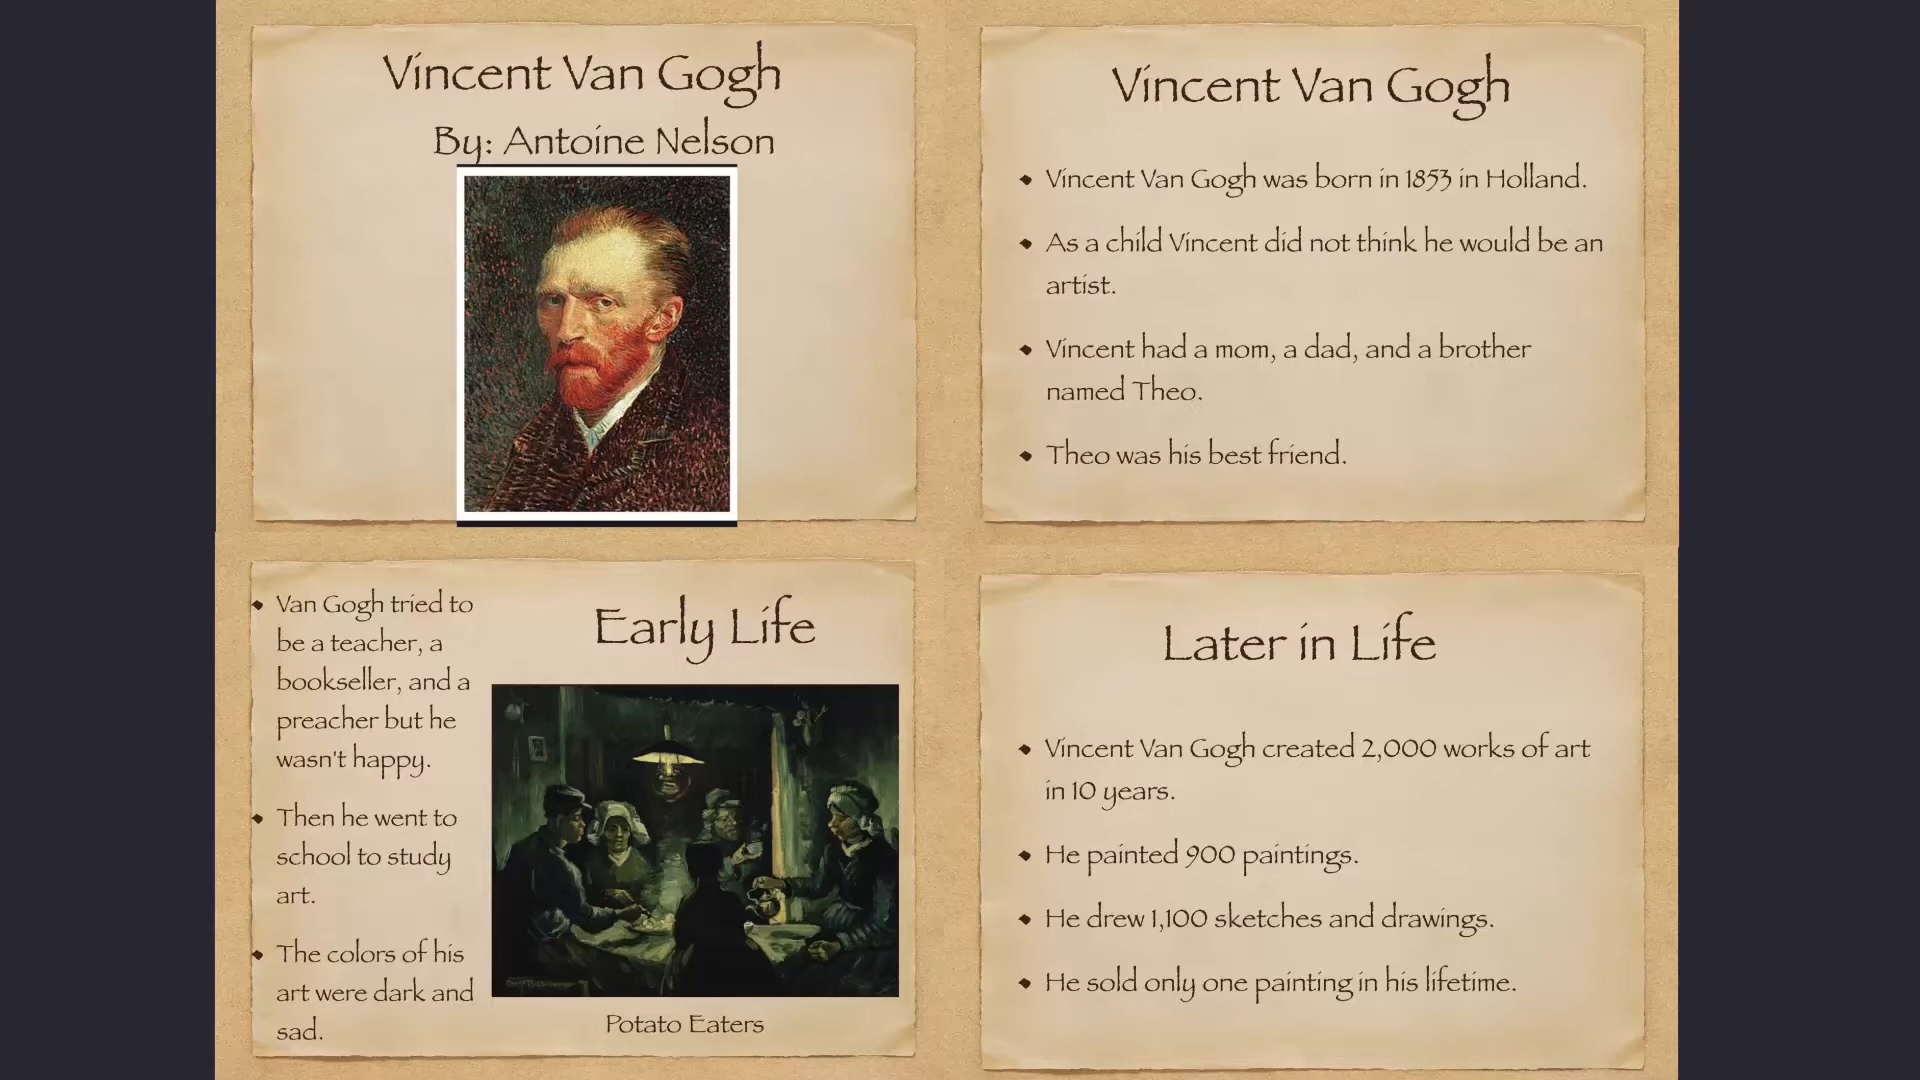 Vincent Van Gogh
By: Antoine Nelson
Vincent Van Gogh
Vincent Van Gogh was born in 1853 in Holland.
As a child Vincent did not think he would be an
artist.
Vincent had a mom, a dad, and a brother
named Theo.
Theo was his best friend.
Early Life
Van Gogh tried to
be a teacher, a
bookseller, and a
preacher but he
wasn't happy.
Then he went to
school to study
art.
The colors of his
art were dark and
sad.
Potato Eaters
Later in Life
Vincent Van Gogh created 2,000 works of art
in 10 years.
He painted 900 paintings.
He drew 1,100 sketches and drawings.
He sold only one painting in his lifetime.